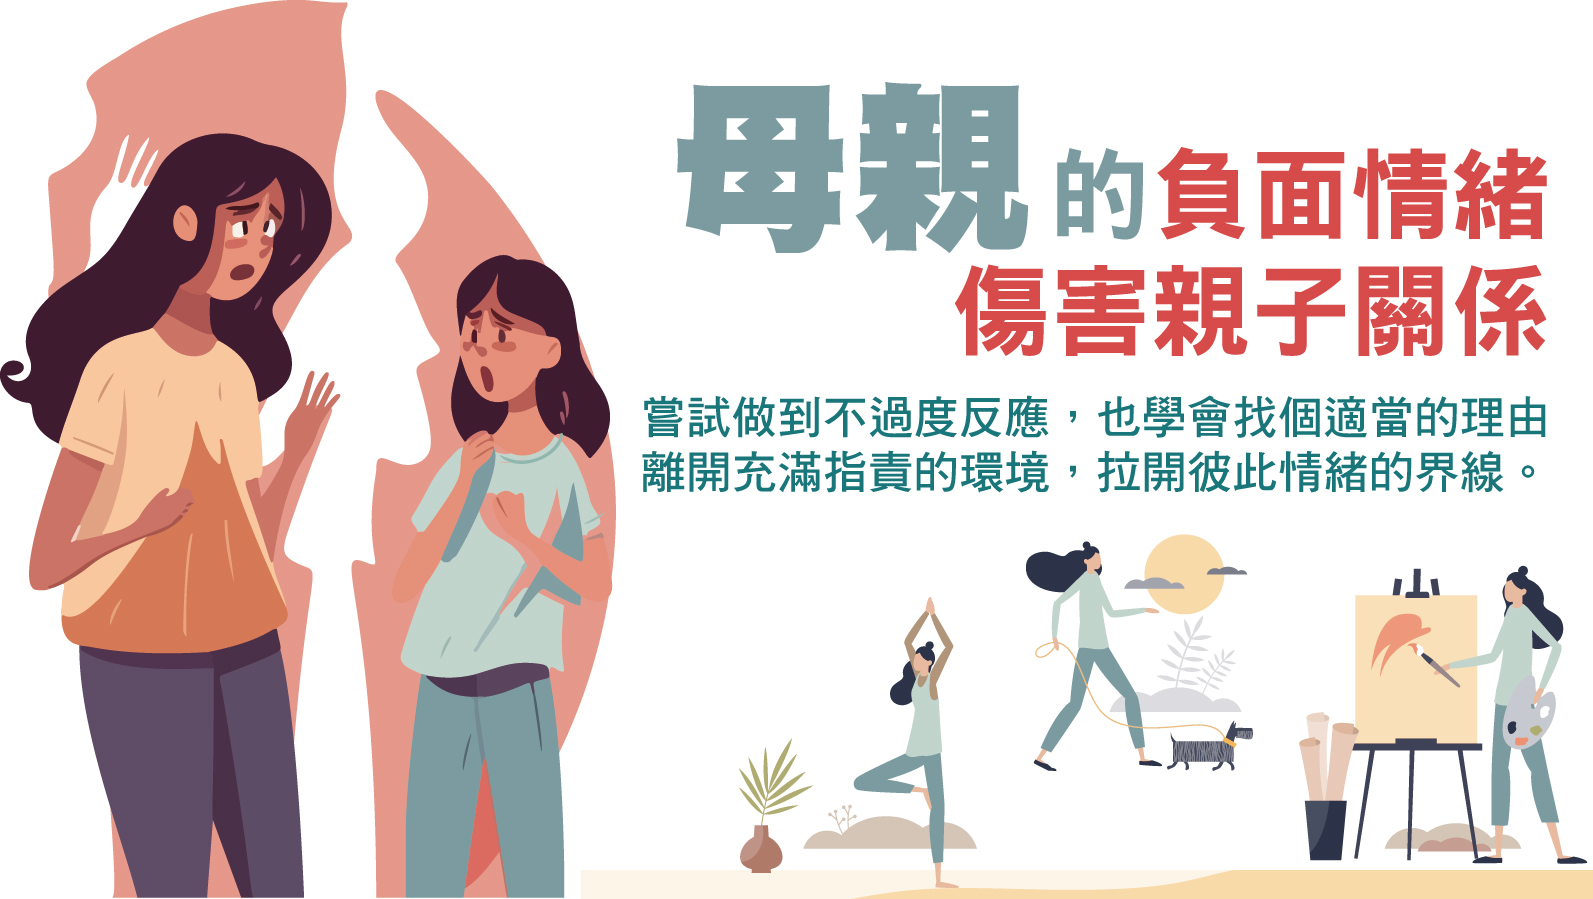 母親的負面情緒
傷害親子關係
嘗試做到不過度反應，也學會找個適當的理由
離開充滿指責的環境，拉開彼此情緒的界線。